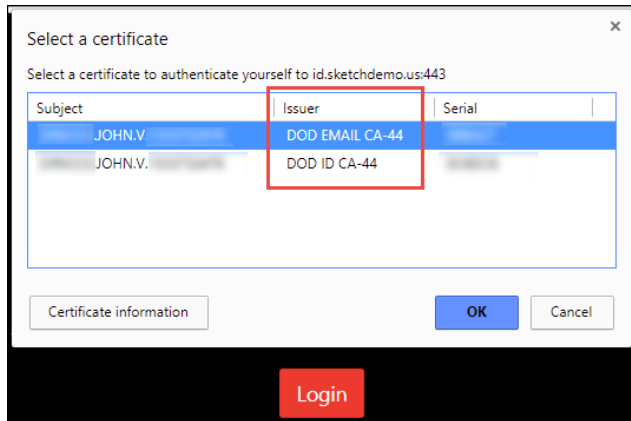 ×
Select a certificate
Select a certificate to authenticate yourself to id.sketchdemo.us:443
Subject Issuer Serial
.JOHN.V. DOD EMAIL CA-44
.JOHN.V. DOD ID CA-44
Certificate information OK Cancel
Login